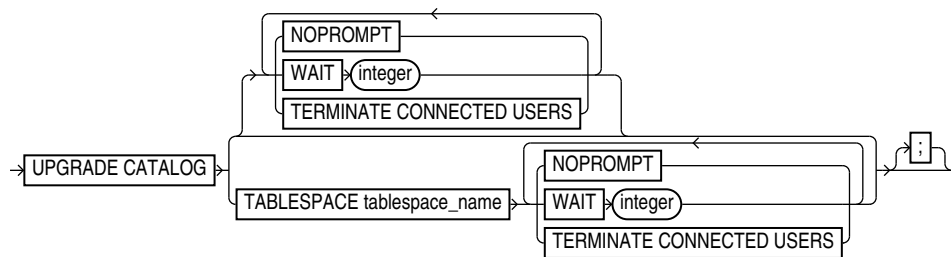 NOPROMPT
WAIT integer
TERMINATE CONNECTED USERS
UPGRADE CATALOG ;
NOPROMPT
TABLESPACE tablespace_name WAIT integer
TERMINATE CONNECTED USERS